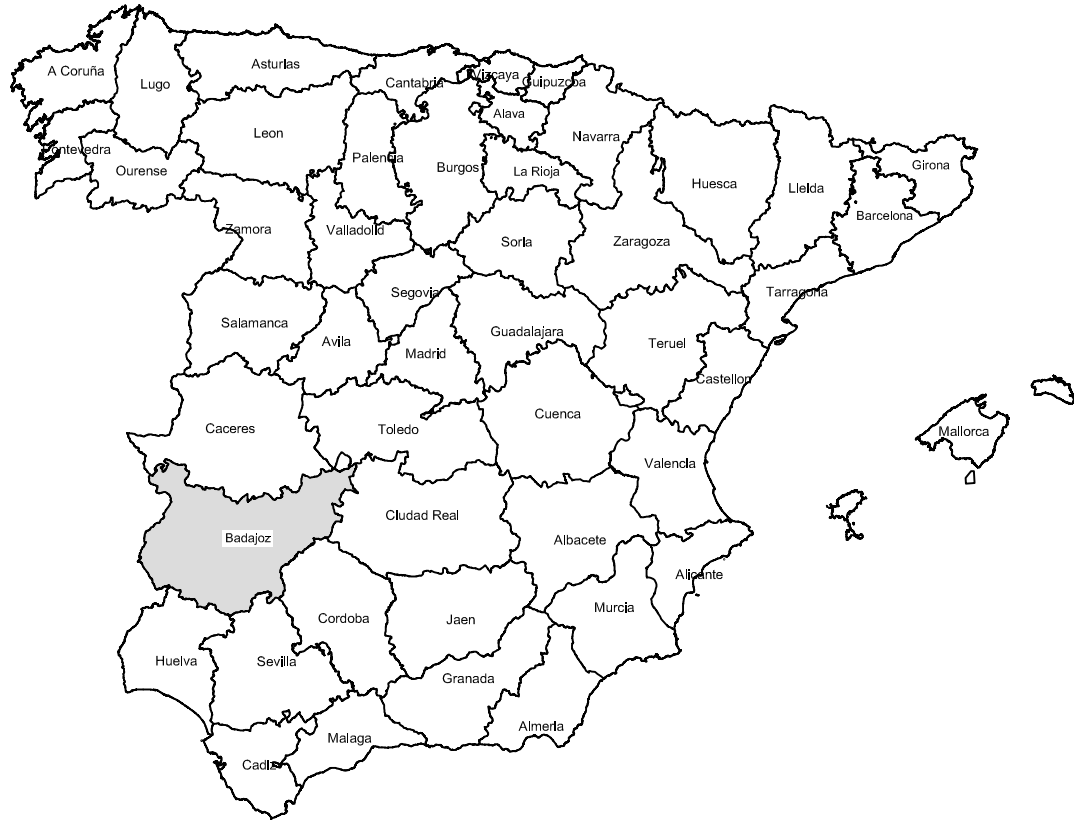 A Coruña
Lugo
Asturias
Cantabria
Vizcaya
Guipuzcoa
Alava
Navarra
Pontevedra
Ourense
Leon
Palencia
Burgos
La Rioja
Huesca
Lleida
Girona
Barcelona
Zamora
Valladolid
Soria
Zaragoza
Tarragona
Segovia
Salamanca
Avila
Madrid
Guadalajara
Teruel
Castellon
Caceres
Toledo
Cuenca
Valencia
Mallorca
Badajoz
Ciudad Real
Albacete
Alicante
Murcia
Cordoba
Jaen
Huelva
Sevilla
Granada
Almeria
Malaga
Cadiz